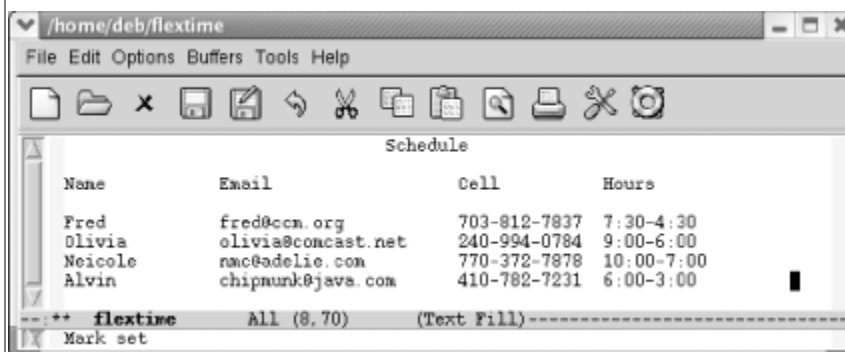 /home/deb/flextime
File Edit Options Buffers Tools Help
Schedule
Name Email Cell Hours
Fred fred@ccm.org 703-812-7837 7:30-4:30
Olivia olivia@comcast.net 240-994-0784 9:00-6:00
Neicole nmc@adelie.com 770-372-7878 10:00-7:00
Alvin chipmunk@java.com 410-782-7231 6:00-3:00
--:** flextime All (8,70) (Text Fill)--------------------------------
Mark set